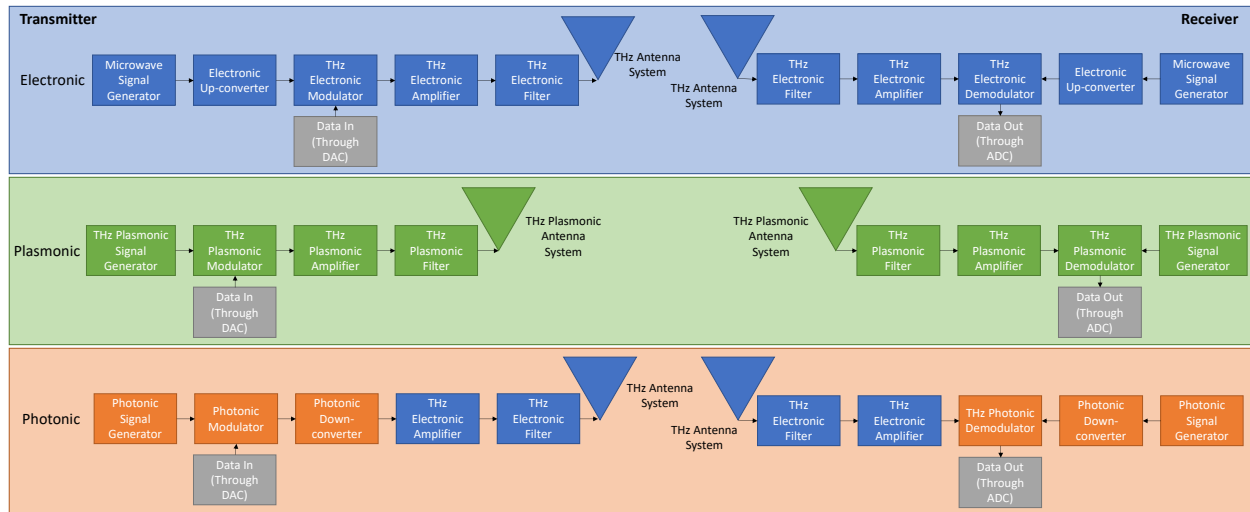 Transmitter
Receiver
Electronic
Microwave
Signal
Generator
Electronic
Up-converter
THz
Electronic
Modulator
THz
Electronic
Amplifier
THz
Electronic
Filter
THz Antenna
System
Data In
(Through
DAC)
THz Antenna
System
THz
Electronic
Filter
THz
Electronic
Amplifier
THz
Electronic
Demodulator
Electronic
Up-converter
Microwave
Signal
Generator
Data Out
(Through
ADC)
Plasmonic
THz Plasmonic
Signal
Generator
THz
Plasmonic
Modulator
THz
Plasmonic
Amplifier
THz
Plasmonic
Filter
THz Plasmonic
Antenna
System
Data In
(Through
DAC)
THz Plasmonic
Antenna
System
THz
Plasmonic
Filter
THz
Plasmonic
Amplifier
THz
Plasmonic
Demodulator
THz Plasmonic
Signal
Generator
Data Out
(Through
ADC)
Photonic
Photonic
Signal
Generator
Photonic
Modulator
Photonic
Down-
converter
THz
Electronic
Amplifier
THz
Electronic
Filter
THz Antenna
System
Data In
(Through
DAC)
THz Antenna
System
THz
Electronic
Filter
THz
Electronic
Amplifier
THz Photonic
Demodulator
Photonic
Down-
converter
Photonic
Signal
Generator
Data Out
(Through
ADC)